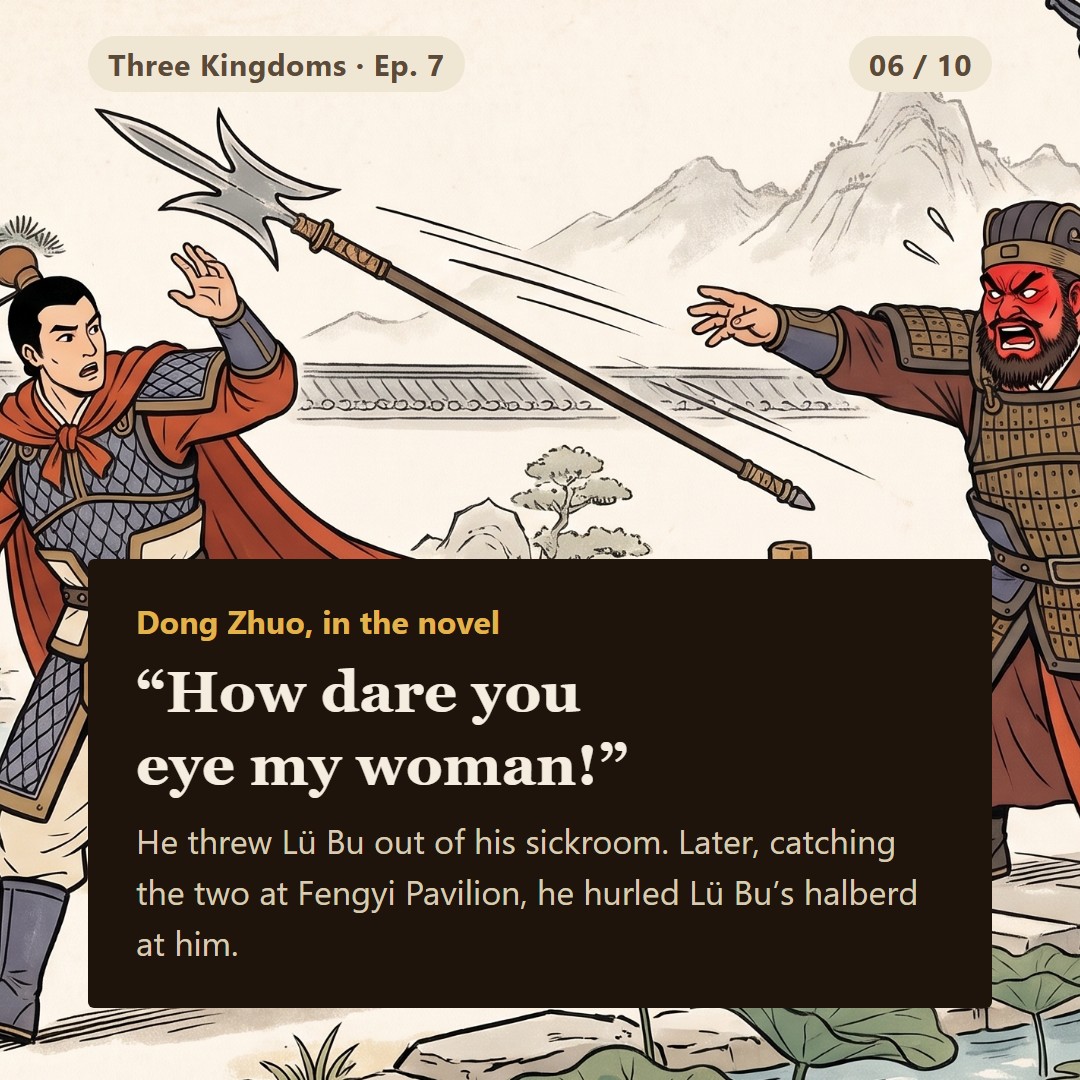 Three Kingdoms · Ep. 7
06 / 10
Dong Zhuo, in the novel
“How dare you
eye my woman!”
He threw Lü Bu out of his sickroom. Later, catching
the two at Fengyi Pavilion, he hurled Lü Bu’s halberd
at him.